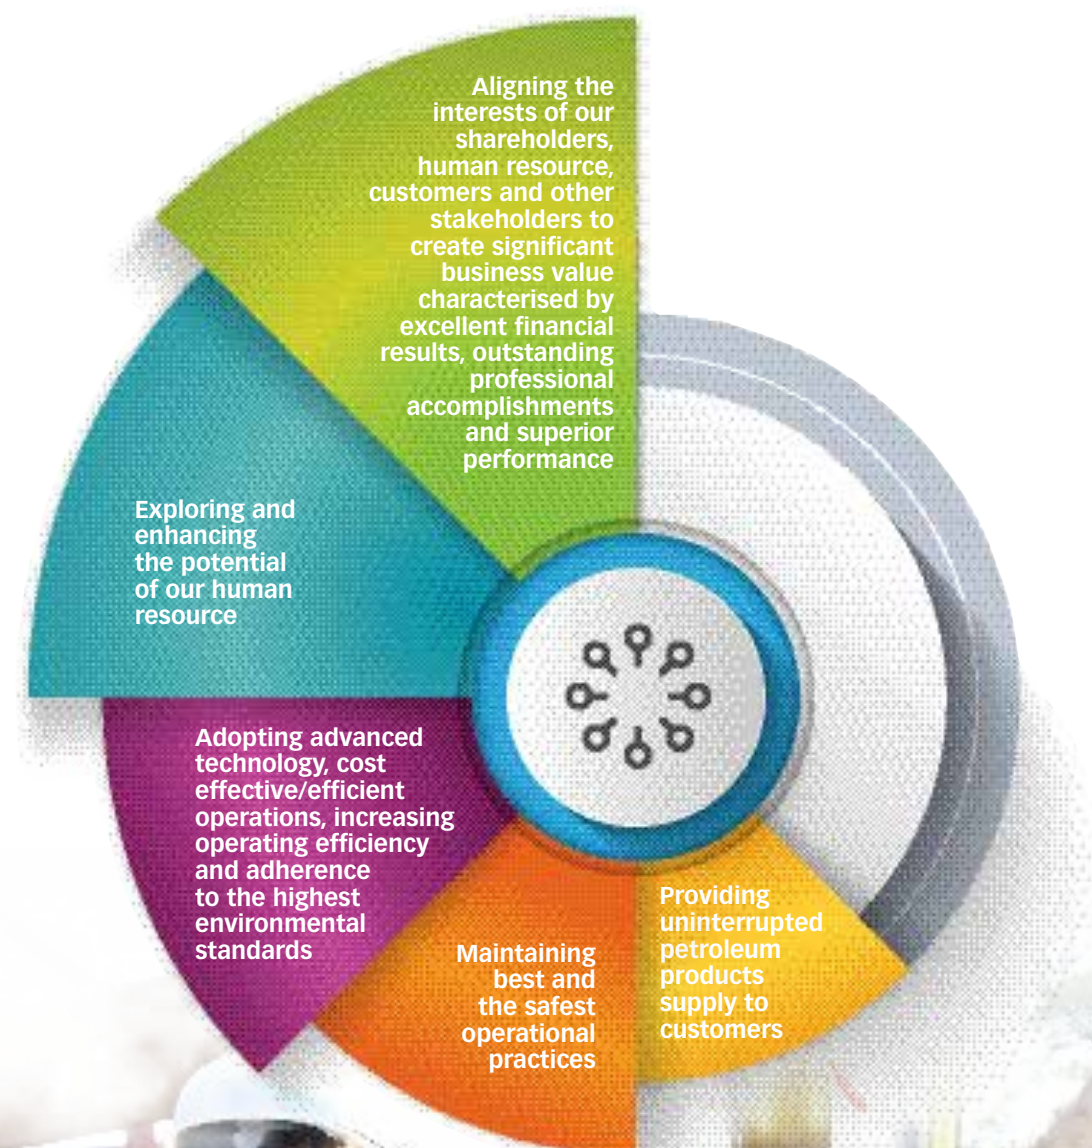 Aligning the
interests of our
shareholders,
human resource,
customers and other
stakeholders to
create significant
business value
characterised by
excellent financial
results, outstanding
professional
accomplishments
and superior
performance
Exploring and
enhancing
the potential
of our human
resource
Adopting advanced
technology, cost
effective/efficient
operations, increasing
operating efficiency
and adherence
to the highest
environmental
standards
Maintaining
best and
the safest
operational
practices
Providing
uninterrupted
petroleum
products
supply to
customers